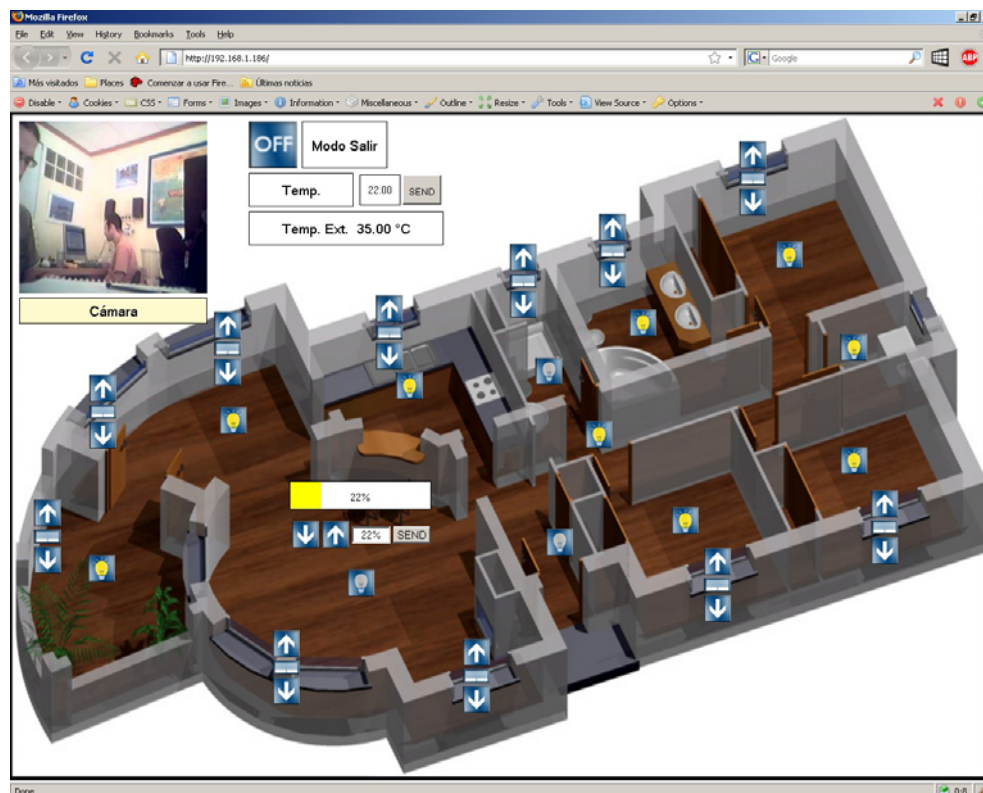 Mozilla Firefox
File Edit View History Bookmarks Tools Help
http://192.168.1.186/
Google
ABP
Más visitados Places Comenzar a usar Fire... Últimas noticias
Disable Cookies CSS Forms Images Information Miscellaneous Outline Resize Tools View Source Options
OFF Modo Salir
Temp. 22.00 SEND
Temp. Ext. 35.00 °C
Cámara
22%
22% SEND
Done